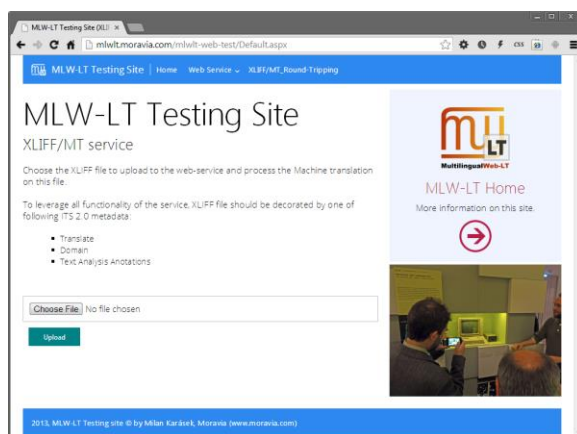 MLW-LT Testing Site (XLIF
mlwlt.moravia.com/mlwlt-web-test/Default.aspx
MLW-LT Testing Site | Home Web Service XLIFF/MT_Round-Tripping
MLW-LT Testing Site
XLIFF/MT service
Choose the XLIFF file to upload to the web-service and process the Machine translation
on this file.
To leverage all functionality of the service, XLIFF file should be decorated by one of
following ITS 2.0 metadata:
Translate
Domain
Text Analysis Anotations
Choose File No file chosen
Upload
LT
MultilingualWeb-LT
MLW-LT Home
More information on this site.
2013, MLW-LT Testing site © by Milan Karásek, Moravia (www.moravia.com)